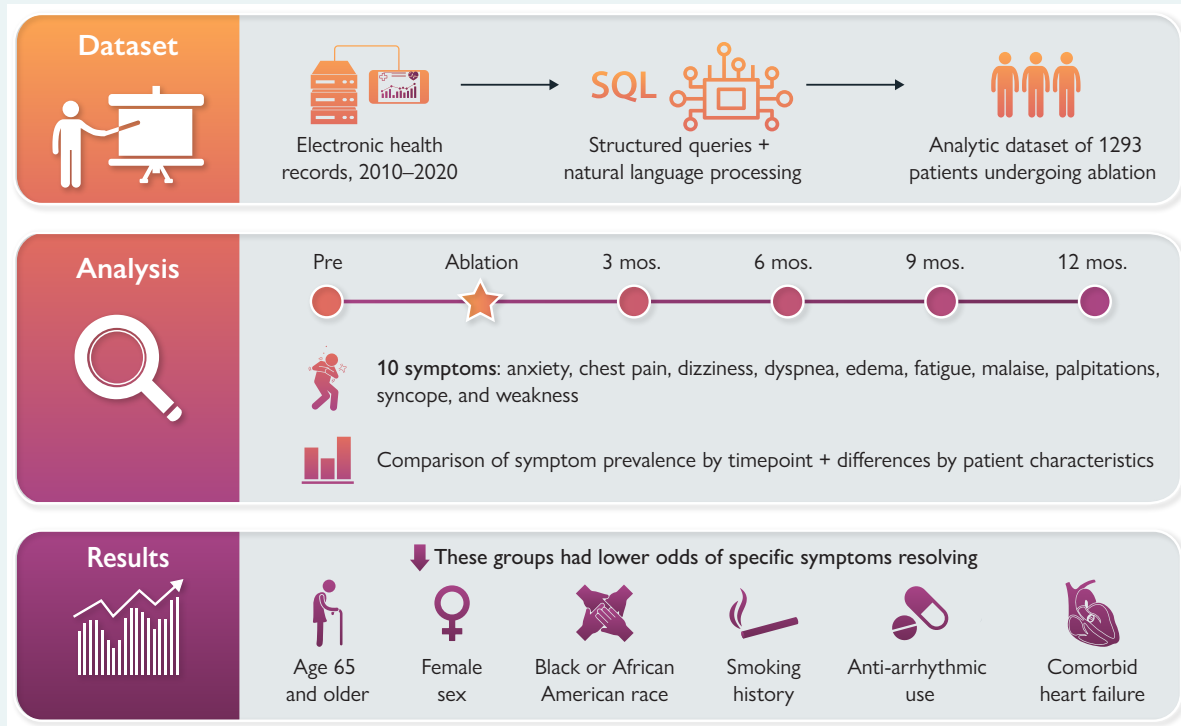 Dataset
SQL
Electronic health
records, 2010–2020
Structured queries +
natural language processing
Analytic dataset of 1293
patients undergoing ablation
Analysis
Pre
Ablation
3 mos.
6 mos.
9 mos.
12 mos.
10 symptoms: anxiety, chest pain, dizziness, dyspnea, edema, fatigue, malaise, palpitations,
syncope, and weakness
Comparison of symptom prevalence by timepoint + differences by patient characteristics
Results
These groups had lower odds of specific symptoms resolving
Age 65
and older
Female
sex
Black or African
American race
Smoking
history
Anti-arrhythmic
use
Comorbid
heart failure